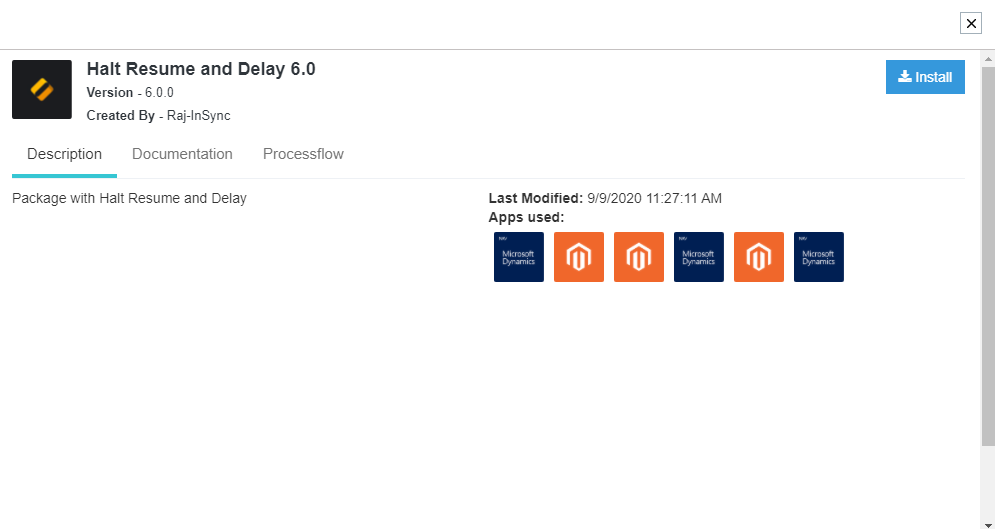 Halt Resume and Delay 6.0
Version - 6.0.0
Created By - Raj-InSync
Install
Description Documentation Processflow
Package with Halt Resume and Delay
Last Modified: 9/9/2020 11:27:11 AM
Apps used:
NAV NAV NAV
Microsoft Microsoft Microsoft
Dynamics Dynamics Dynamics